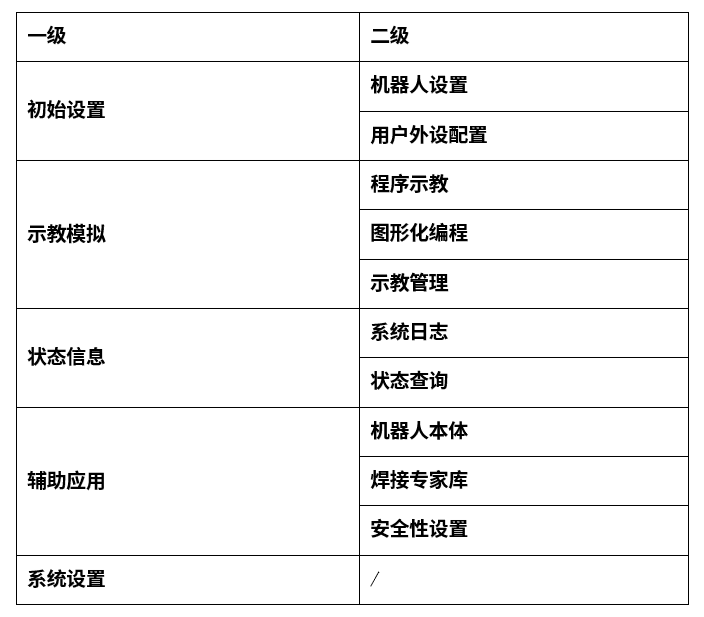 一级
二级
初始设置
机器人设置
用户外设配置
示教模拟
程序示教
图形化编程
示教管理
状态信息
系统日志
状态查询
辅助应用
机器人本体
焊接专家库
安全性设置
系统设置
/